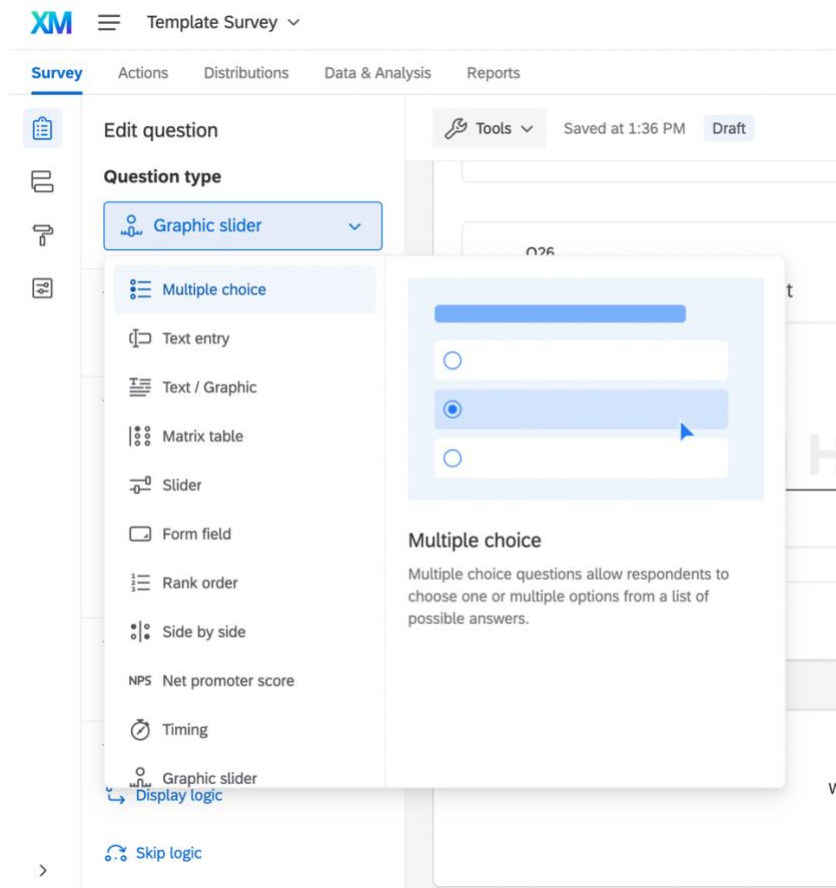 XM Template Survey
Survey Actions Distributions Data & Analysis Reports
Edit question
Tools Saved at 1:36 PM Draft
Question type
Graphic slider
Q26
Multiple choice
Text entry
Text / Graphic
Matrix table
Slider
Form field
Rank order
Side by side
NPS Net promoter score
Timing
Graphic slider
Multiple choice
Multiple choice questions allow respondents to
choose one or multiple options from a list of
possible answers.
Display logic
Skip logic